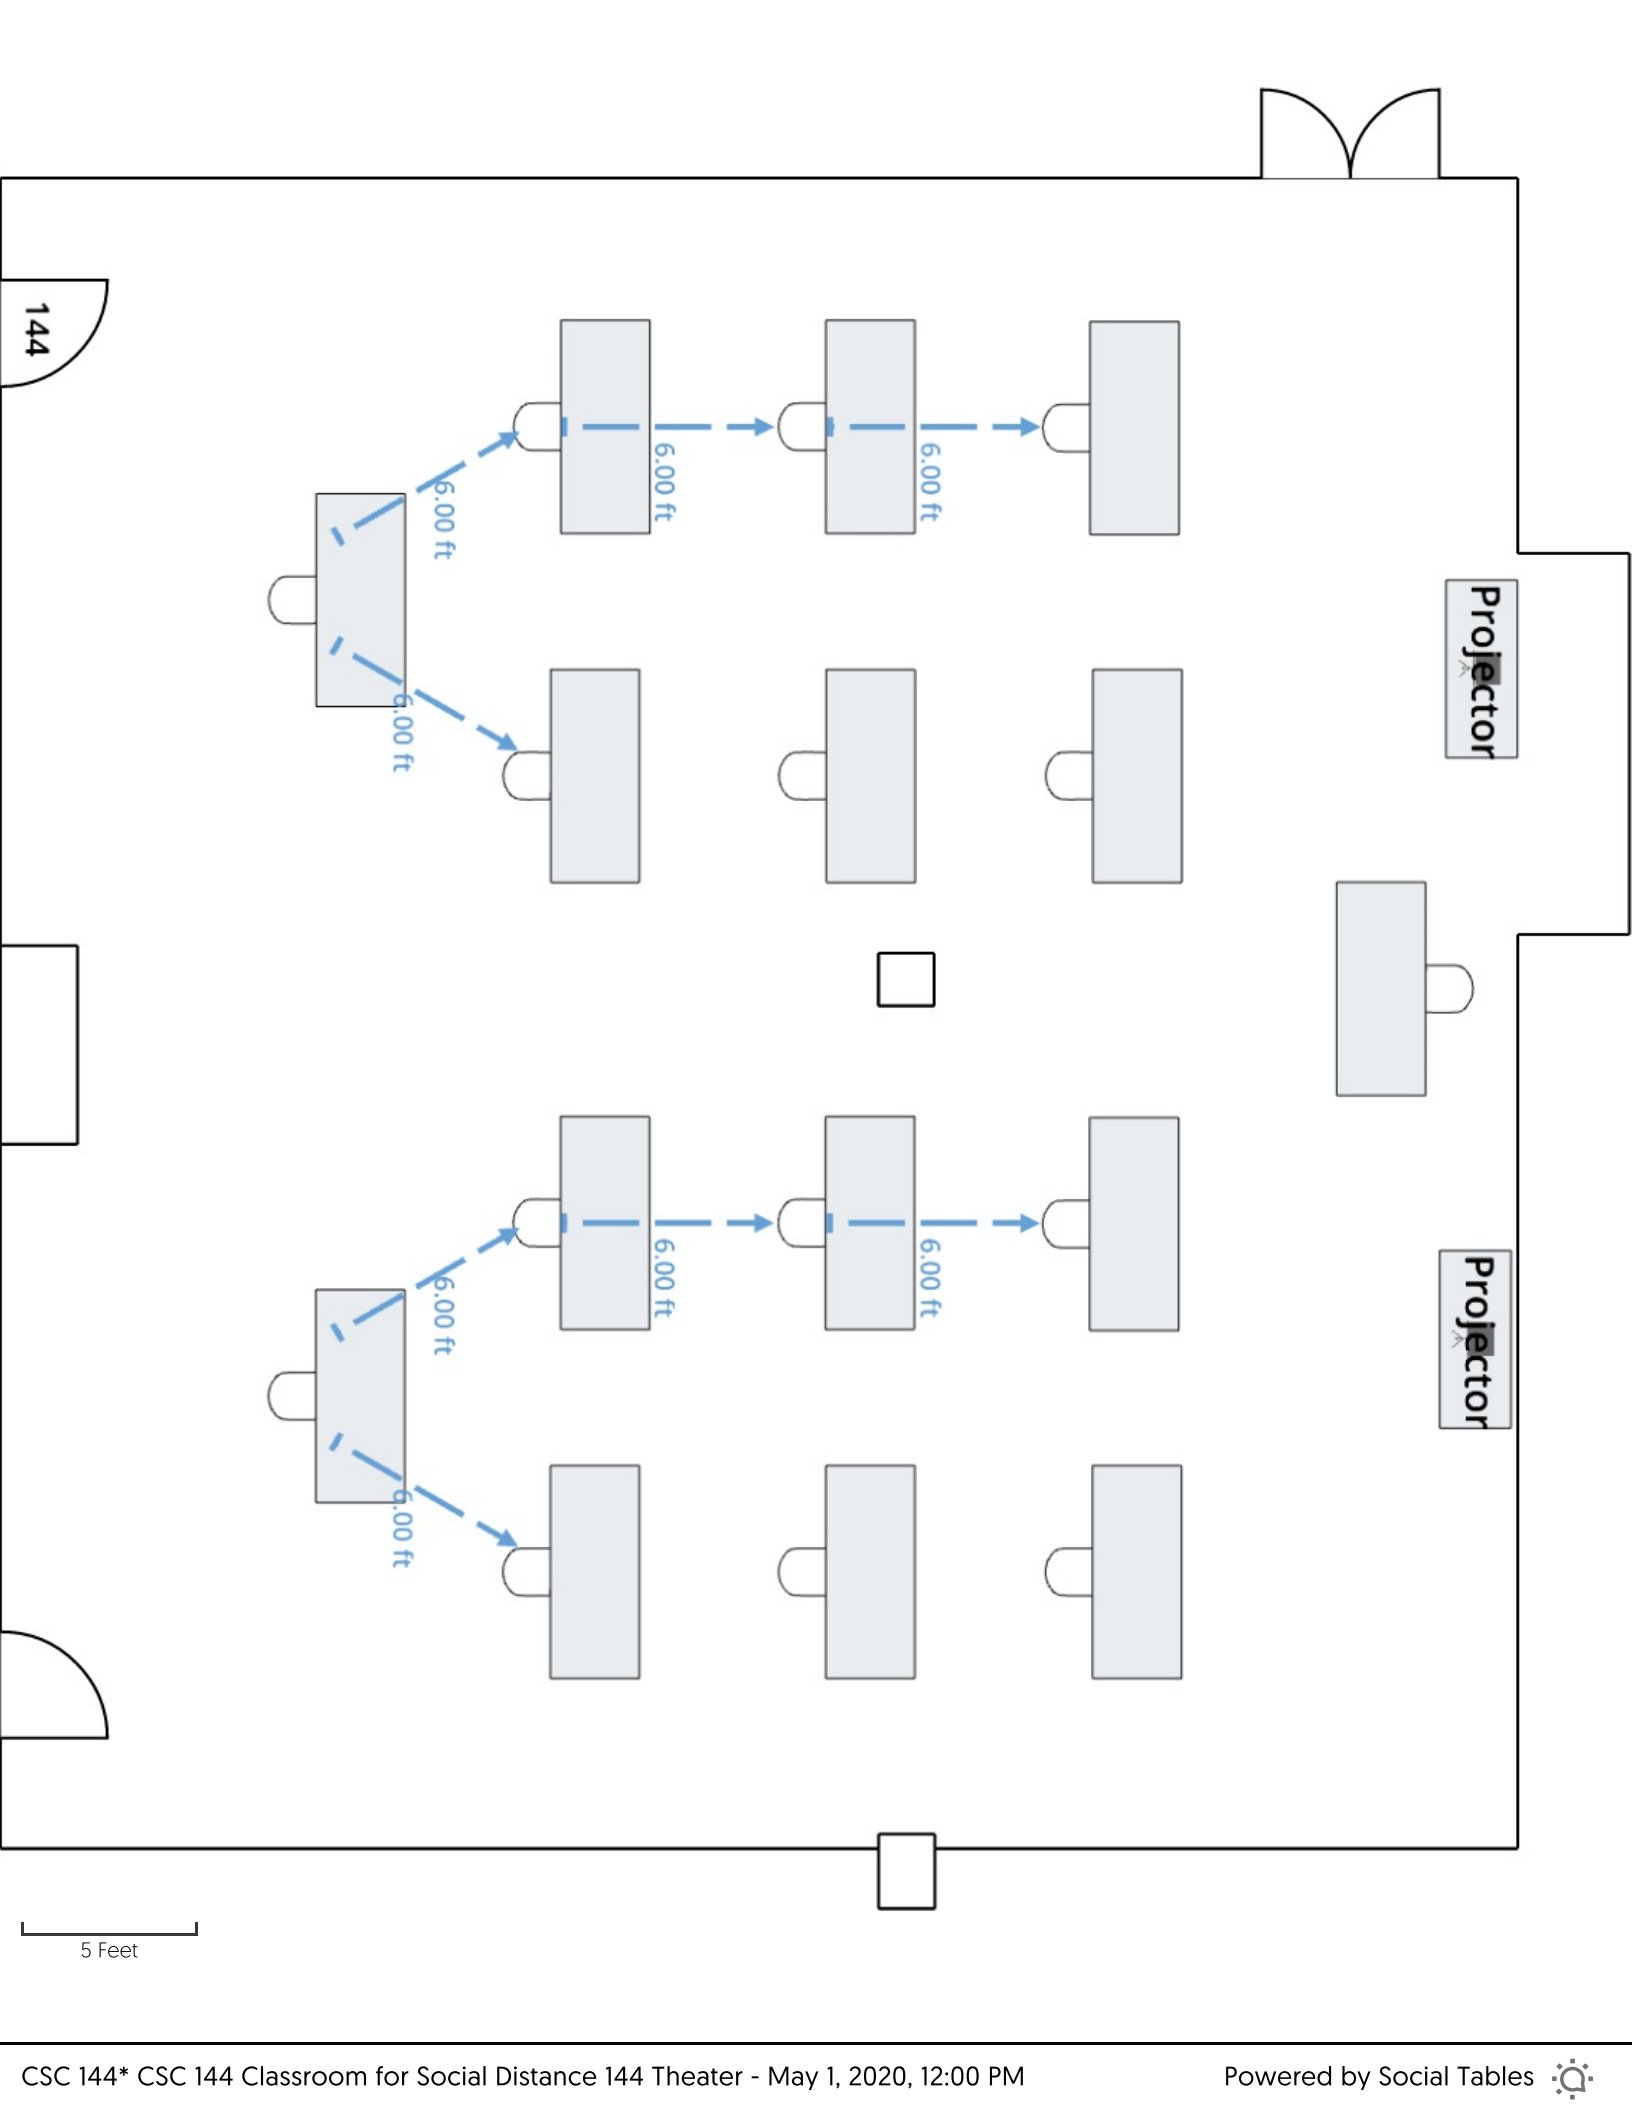 144
6.00 ft
6.00 ft
6.00 ft
6.00 ft
Projector
6.00 ft
6.00 ft
6.00 ft
6.00 ft
Projector
5 Feet
CSC 144* CSC 144 Classroom for Social Distance 144 Theater - May 1, 2020, 12:00 PM
Powered by Social Tables